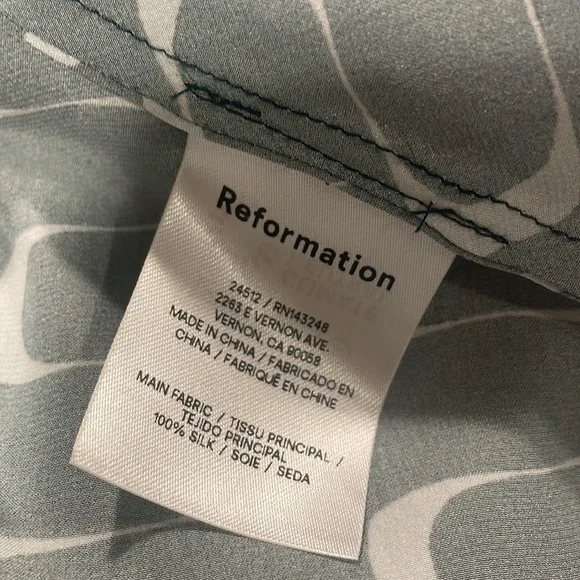 Reformation
24512 / RN143248
2263 E VERNON AVE.
VERNON, CA 90058
MADE IN CHINA / FABRICADO EN
CHINA / FABRIQUÉ EN CHINE
MAIN FABRIC / TISSU PRINCIPAL /
TEJIDO PRINCIPAL
100% SILK / SOIE / SEDA